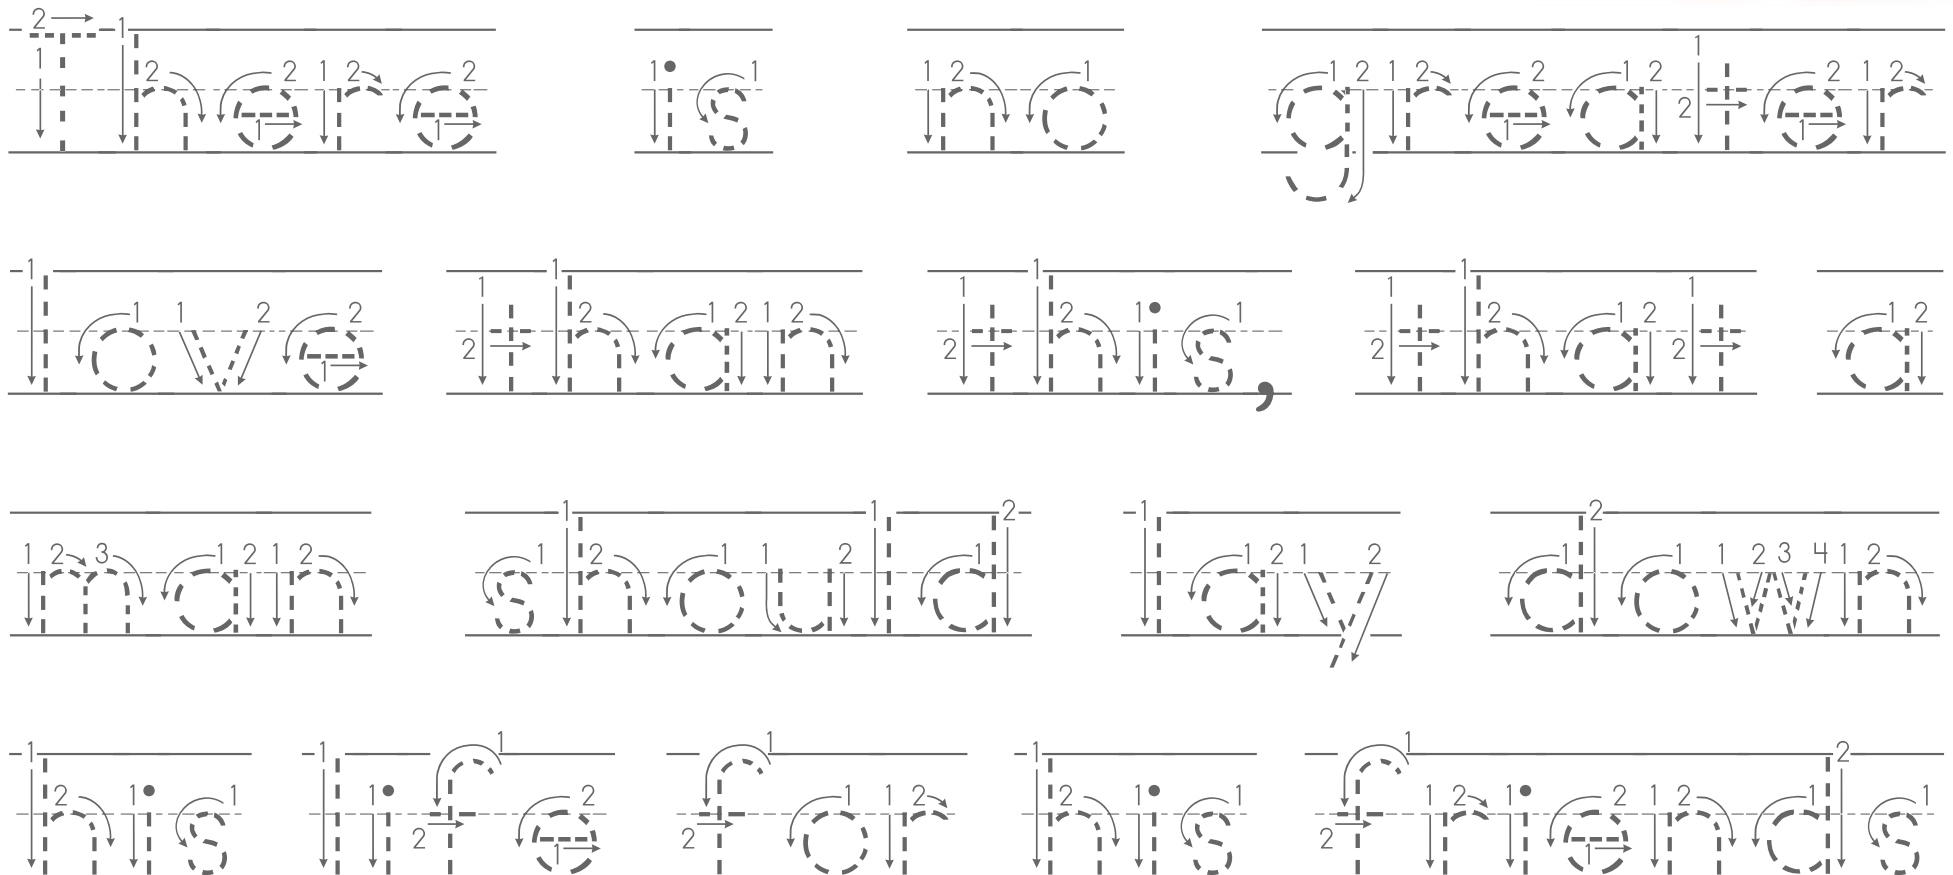 There is no greater
love than this, that a
man should lay down
his life for his friends